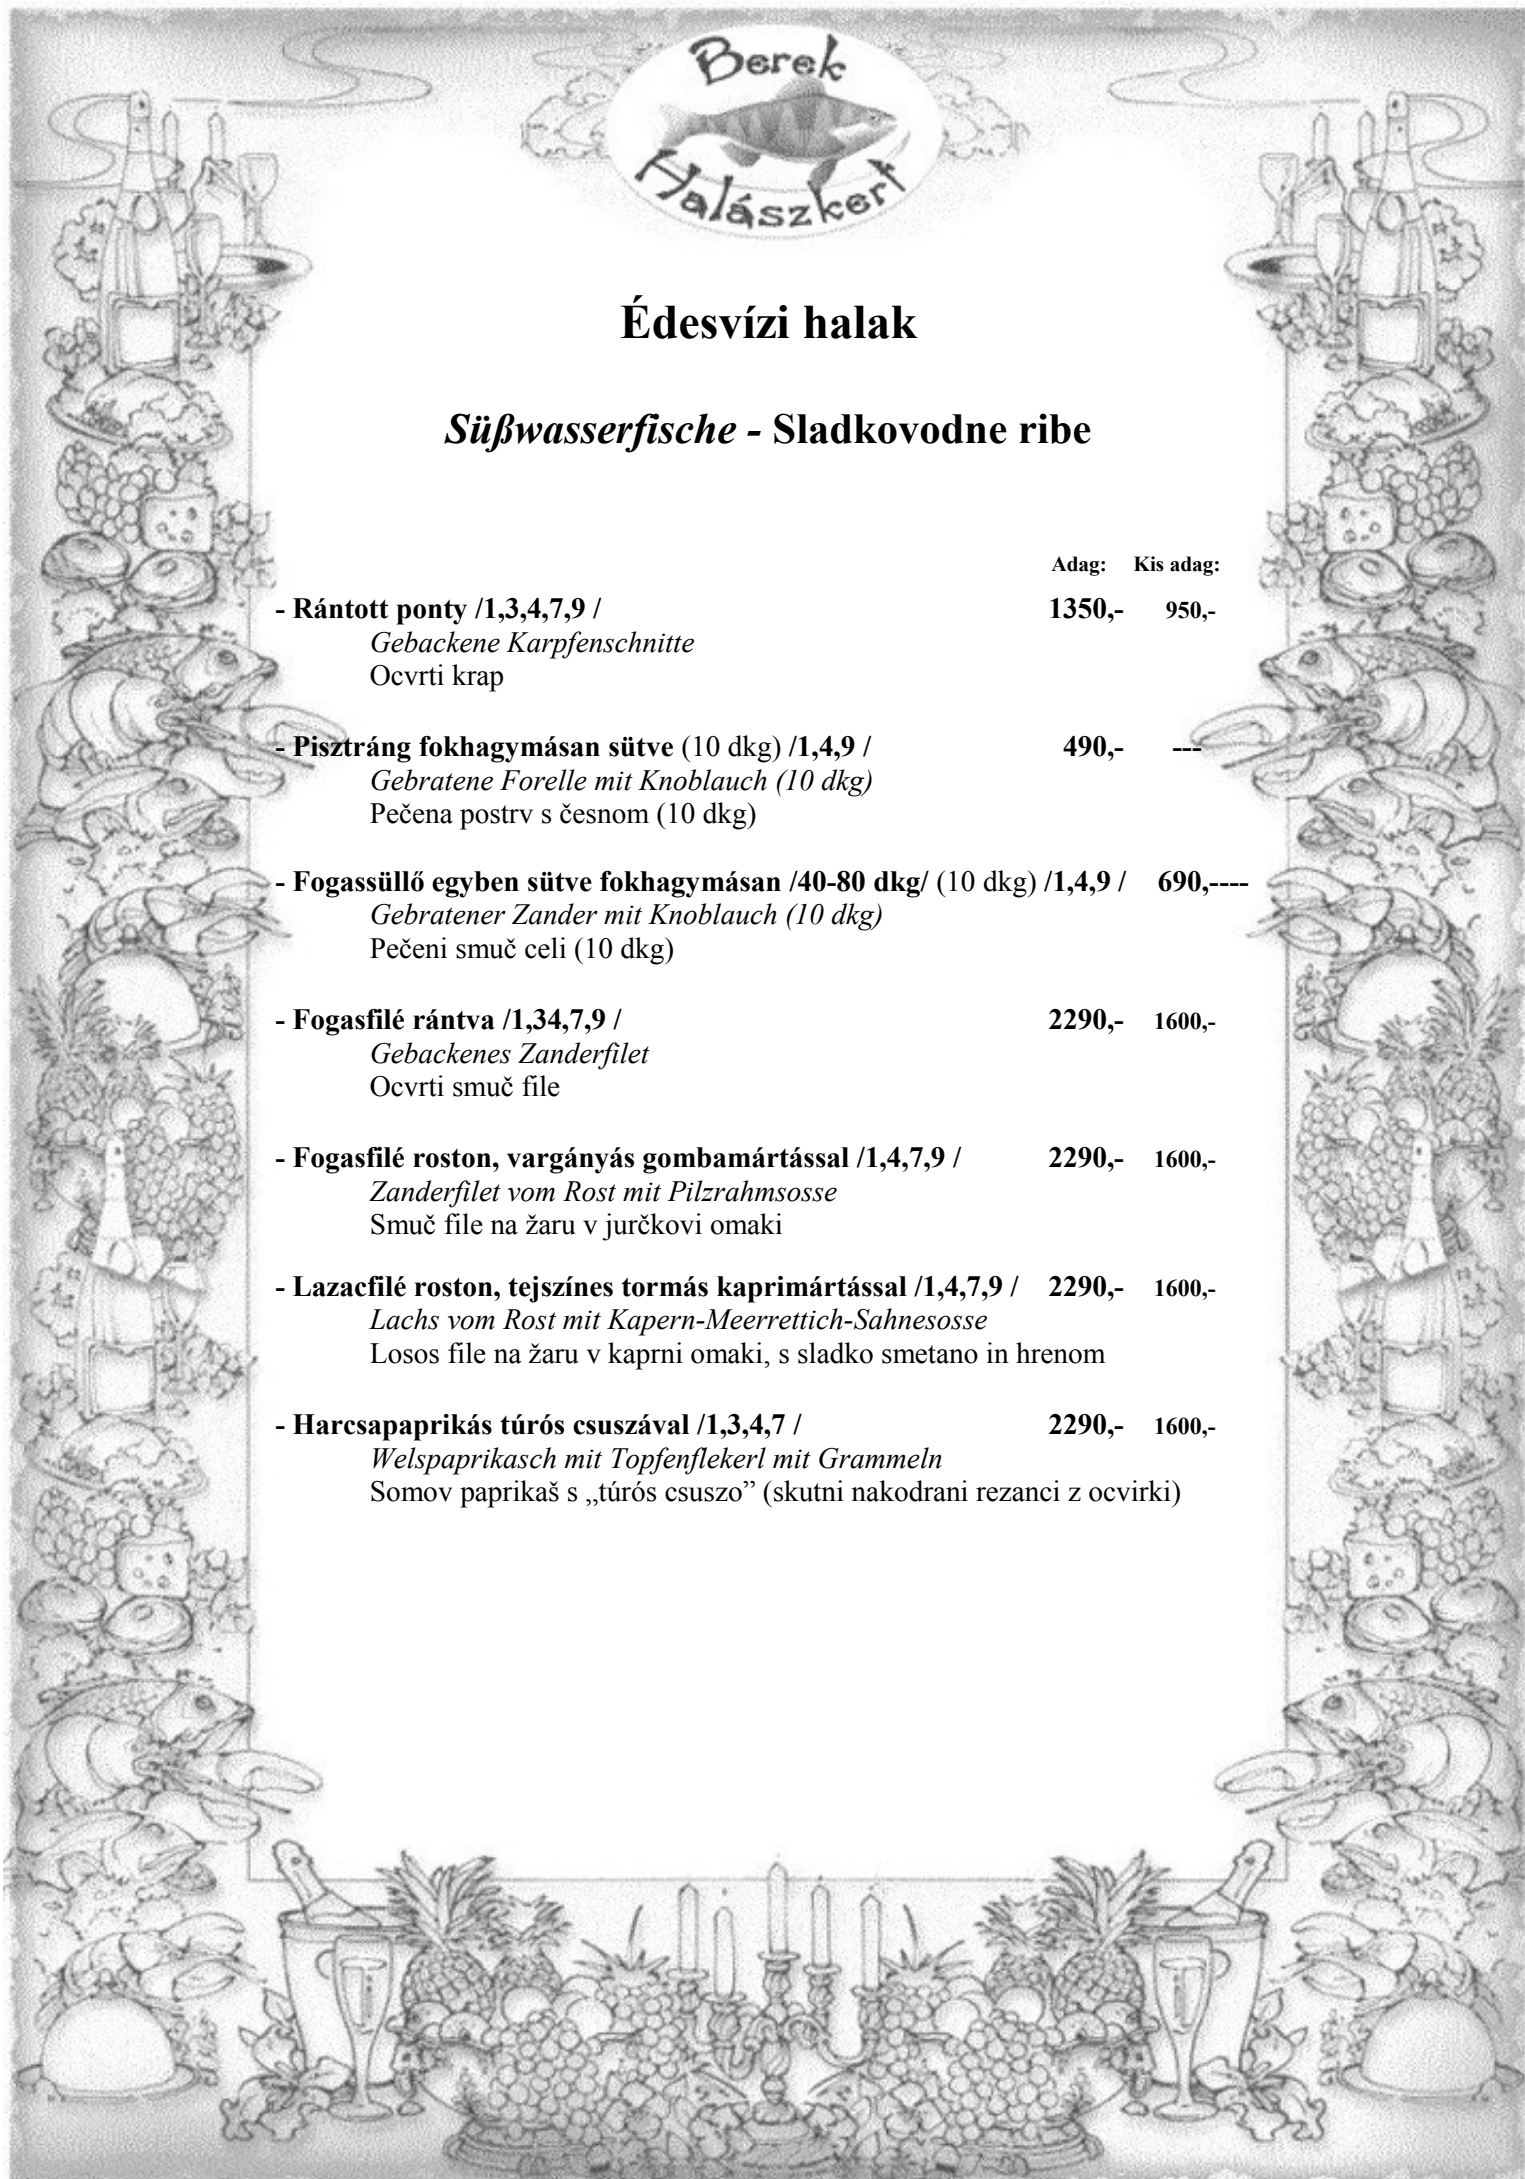 Berek
Halászkert
Édesvízi halak
Süßwasserfische - Sladkovodne ribe
Adag: Kis adag:
- Rántott ponty /1,3,4,7,9 / 1350,- 950,-
Gebackene Karpfenschnitte
Ocvrti krap
- Pisztráng fokhagymásan sütve (10 dkg) /1,4,9 / 490,- ---
Gebratene Forelle mit Knoblauch (10 dkg)
Pečena postrv s česnom (10 dkg)
- Fogassüllő egyben sütve fokhagymásan /40-80 dkg/ (10 dkg) /1,4,9 / 690,----
Gebratener Zander mit Knoblauch (10 dkg)
Pečeni smuč celi (10 dkg)
- Fogasfilé rántva /1,34,7,9 / 2290,- 1600,-
Gebackenes Zanderfilet
Ocvrti smuč file
- Fogasfilé roston, vargányás gombamártással /1,4,7,9 / 2290,- 1600,-
Zanderfilet vom Rost mit Pilzrahmsosse
Smuč file na žaru v jurčkovi omaki
- Lazacfilé roston, tejszínes tormás kaprimártással /1,4,7,9 / 2290,- 1600,-
Lachs vom Rost mit Kapern-Meerrettich-Sahnesosse
Losos file na žaru v kaprni omaki, s sladko smetano in hrenom
- Harcsapaprikás túrós csuszával /1,3,4,7 / 2290,- 1600,-
Welspaprikasch mit Topfenflekerl mit Grammeln
Somov paprikaš s „túrós csuszo” (skutni nakodrani rezanci z ocvirki)